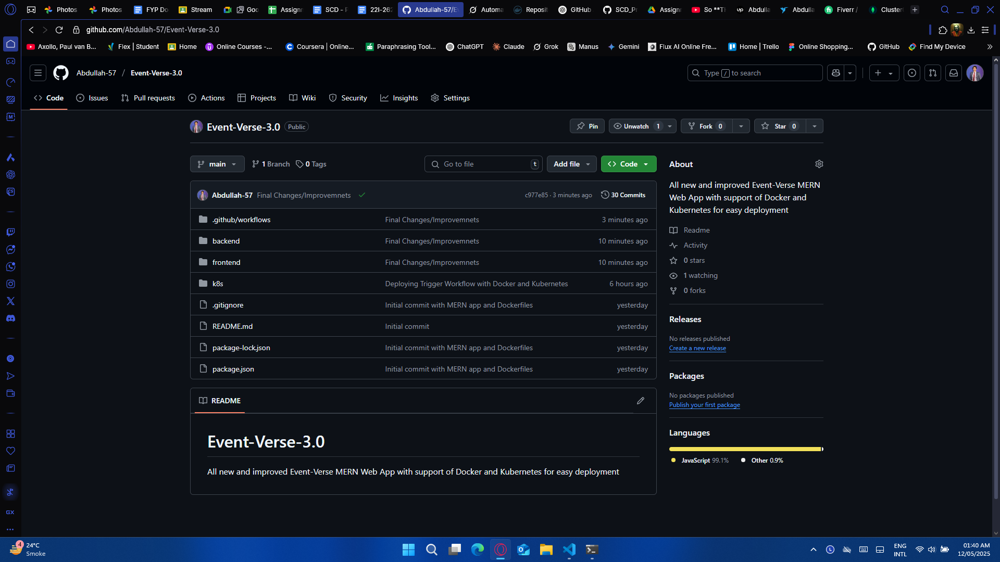 Photos
Photos
FYP Do
Stream
Goo
Assignm
SCD - P
22I-262
Abdullah-57/Ev
Automa
Reposit
GitHub
SCD_Pr
Assignm
So **Th
Abdulla
Abdulla
Fiverr /
Cluster
github.com/Abdullah-57/Event-Verse-3.0
Axollo, Paul van B...
Flex | Student
Home
Online Courses -...
Coursera | Online...
Paraphrasing Tool...
ChatGPT
Claude
Grok
Manus
Gemini
Flux AI Online Fre...
Home | Trello
Online Shopping...
GitHub
Find My Device
Abdullah-57 / Event-Verse-3.0
Type / to search
Code
Issues
Pull requests
Actions
Projects
Wiki
Security
Insights
Settings
Event-Verse-3.0 Public
Pin
Unwatch 1
Fork 0
Star 0
main
1 Branch
0 Tags
Go to file t
Add file
Code
Abdullah-57 Final Changes/Improvemnets c977e85 · 3 minutes ago 30 Commits
.github/workflows Final Changes/Improvemnets 3 minutes ago
backend Final Changes/Improvemnets 10 minutes ago
frontend Final Changes/Improvemnets 10 minutes ago
k8s Deploying Trigger Workflow with Docker and Kubernetes 6 hours ago
.gitignore Initial commit with MERN app and Dockerfiles yesterday
README.md Initial commit yesterday
package-lock.json Initial commit with MERN app and Dockerfiles yesterday
package.json Initial commit with MERN app and Dockerfiles yesterday
README
Event-Verse-3.0
All new and improved Event-Verse MERN Web App with support of Docker and Kubernetes for easy deployment
About
All new and improved Event-Verse MERN
Web App with support of Docker and
Kubernetes for easy deployment
Readme
Activity
0 stars
1 watching
0 forks
Releases
No releases published
Create a new release
Packages
No packages published
Publish your first package
Languages
JavaScript 99.1%
Other 0.9%
GX
4
24°C
Smoke
ENG
INTL
01:40 AM
12/05/2025